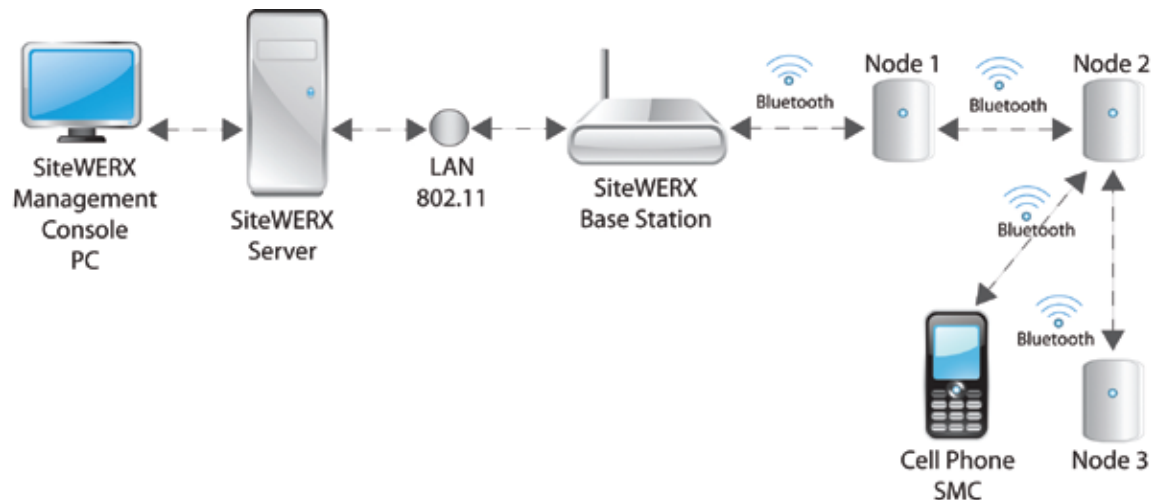 SiteWERX
Management
Console
PC
SiteWERX
Server
LAN
802.11
SiteWERX
Base Station
Bluetooth
Node 1
Bluetooth
Node 2
Bluetooth
Bluetooth
Cell Phone
SMC
Node 3